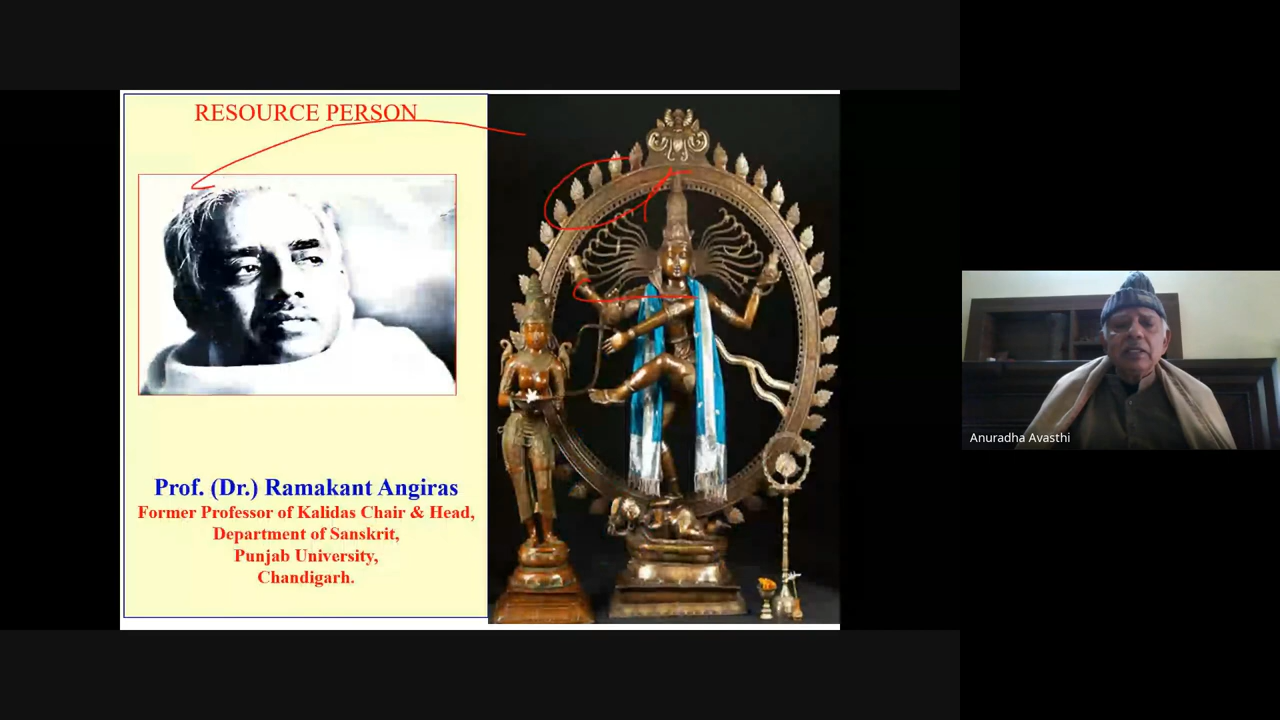 RESOURCE PERSON
Prof. (Dr.) Ramakant Angiras
Former Professor of Kalidas Chair & Head,
Department of Sanskrit,
Punjab University,
Chandigarh.
Anuradha Avasthi